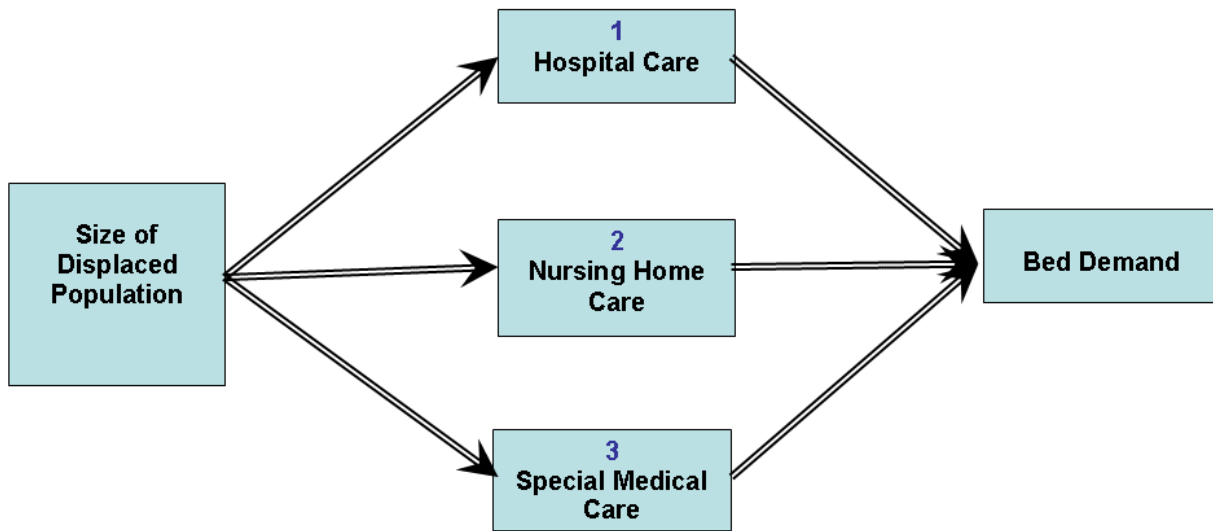 1
Hospital Care
Size of
Displaced
Population
2
Nursing Home
Care
Bed Demand
3
Special Medical
Care